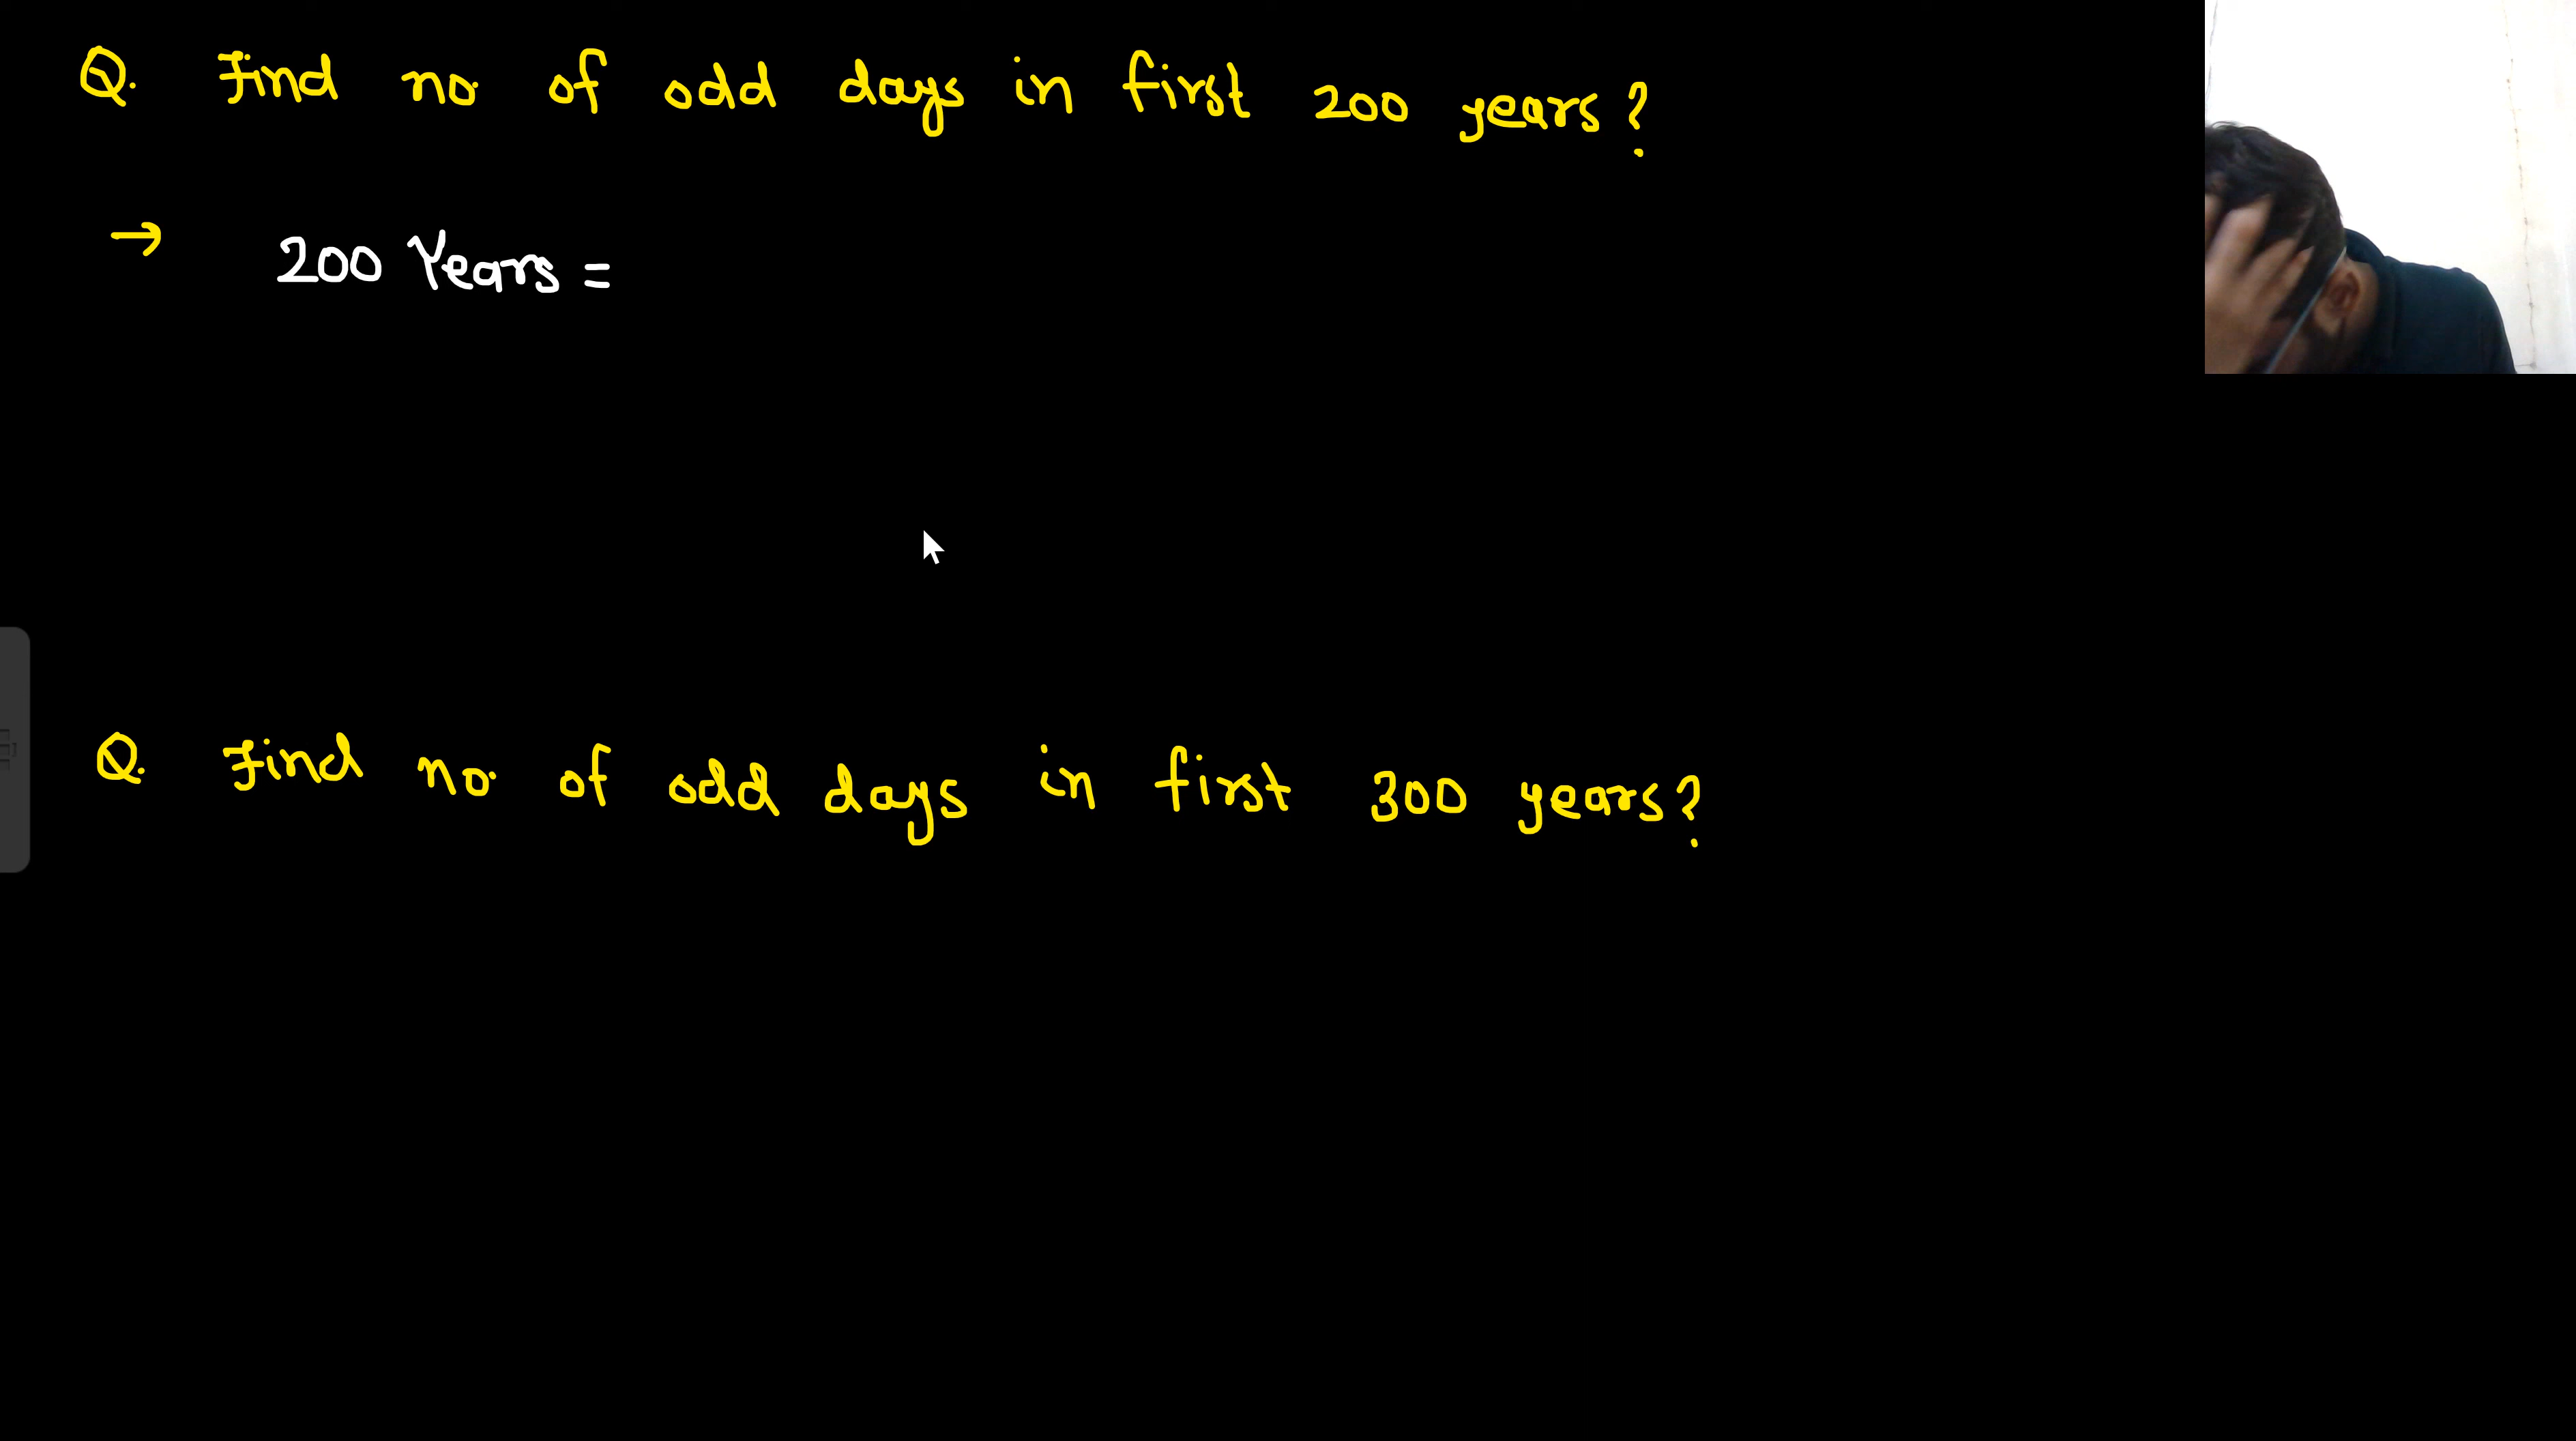 Q. Find no. of odd days in first 200 years?
→ 200 Years =
Q. Find no. of odd days in first 300 years?